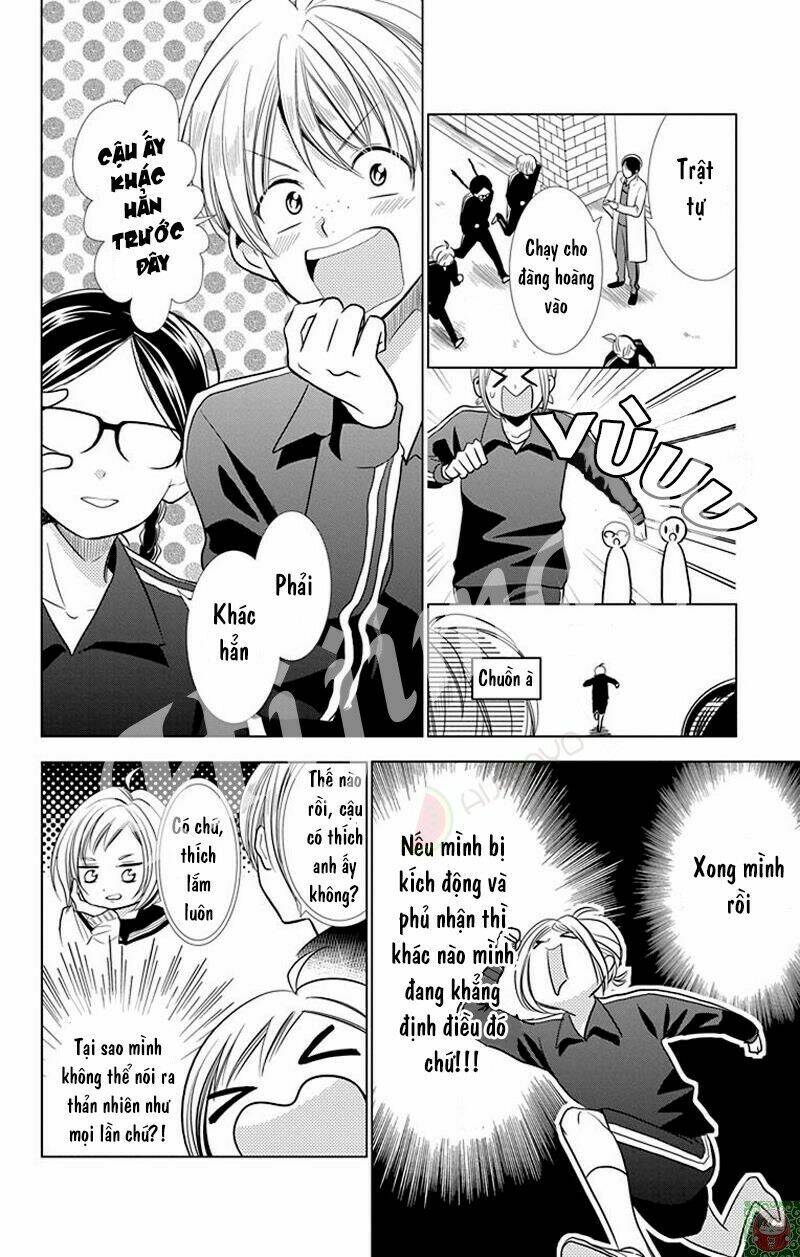 Trật
tự
Chạy cho
đàng hoàng
vào
VÙUUU
Chuồn à
CẬU ẤY
KHÁC
HẲN
TRƯỚC
ĐÂY
Phải
Khác
hẳn
Xong mình
rồi
Nếu mình bị
kích động và
phủ nhận thì
khác nào mình
đang khẳng
định điều đó
chứ!!!
Thế nào
rồi, cậu
có thích
anh ấy
không?
Có chứ,
thích
lắm
luôn
Tại sao mình
không thể nói ra
thản nhiên như
mọi lần chứ?!